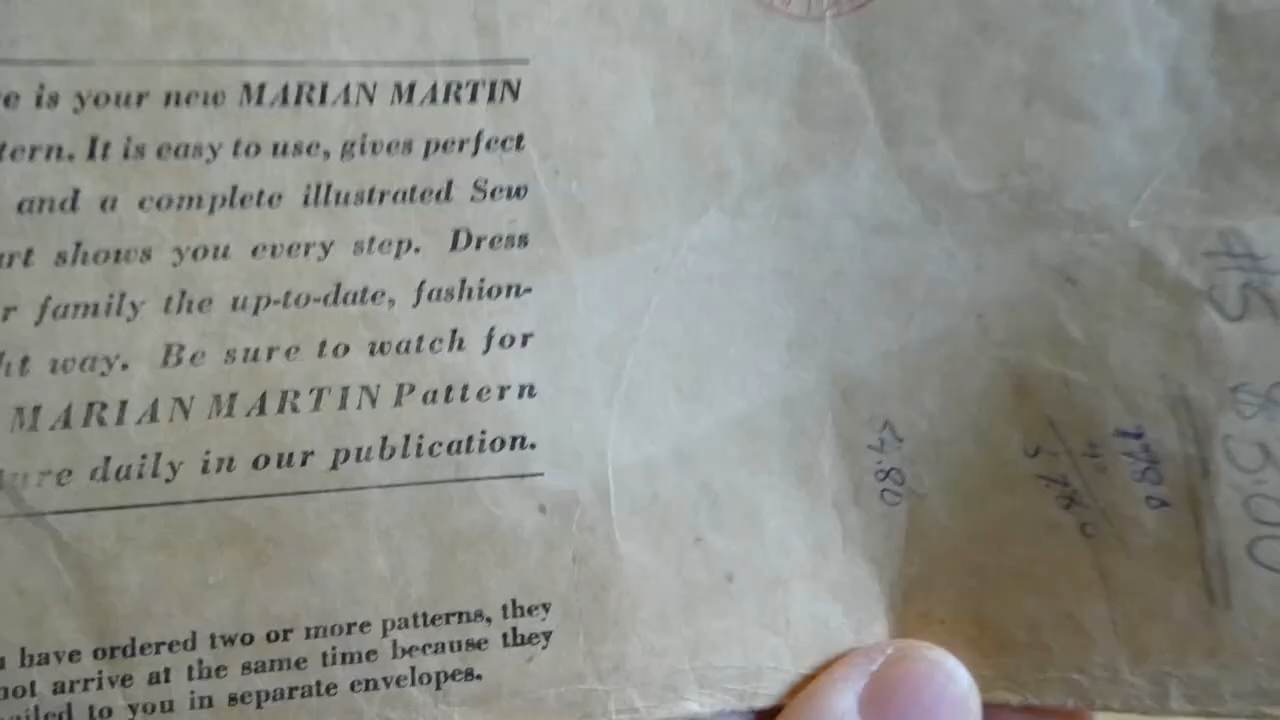 e is your new MARIAN MARTIN
tern. It is easy to use, gives perfect
and a complete illustrated Sew
art shows you every step. Dress
r family the up-to-date, fashion-
ht way. Be sure to watch for
MARIAN MARTIN Pattern
ure daily in our publication.
u have ordered two or more patterns, they
not arrive at the same time because they
ailed to you in separate envelopes.
#15 $5.00